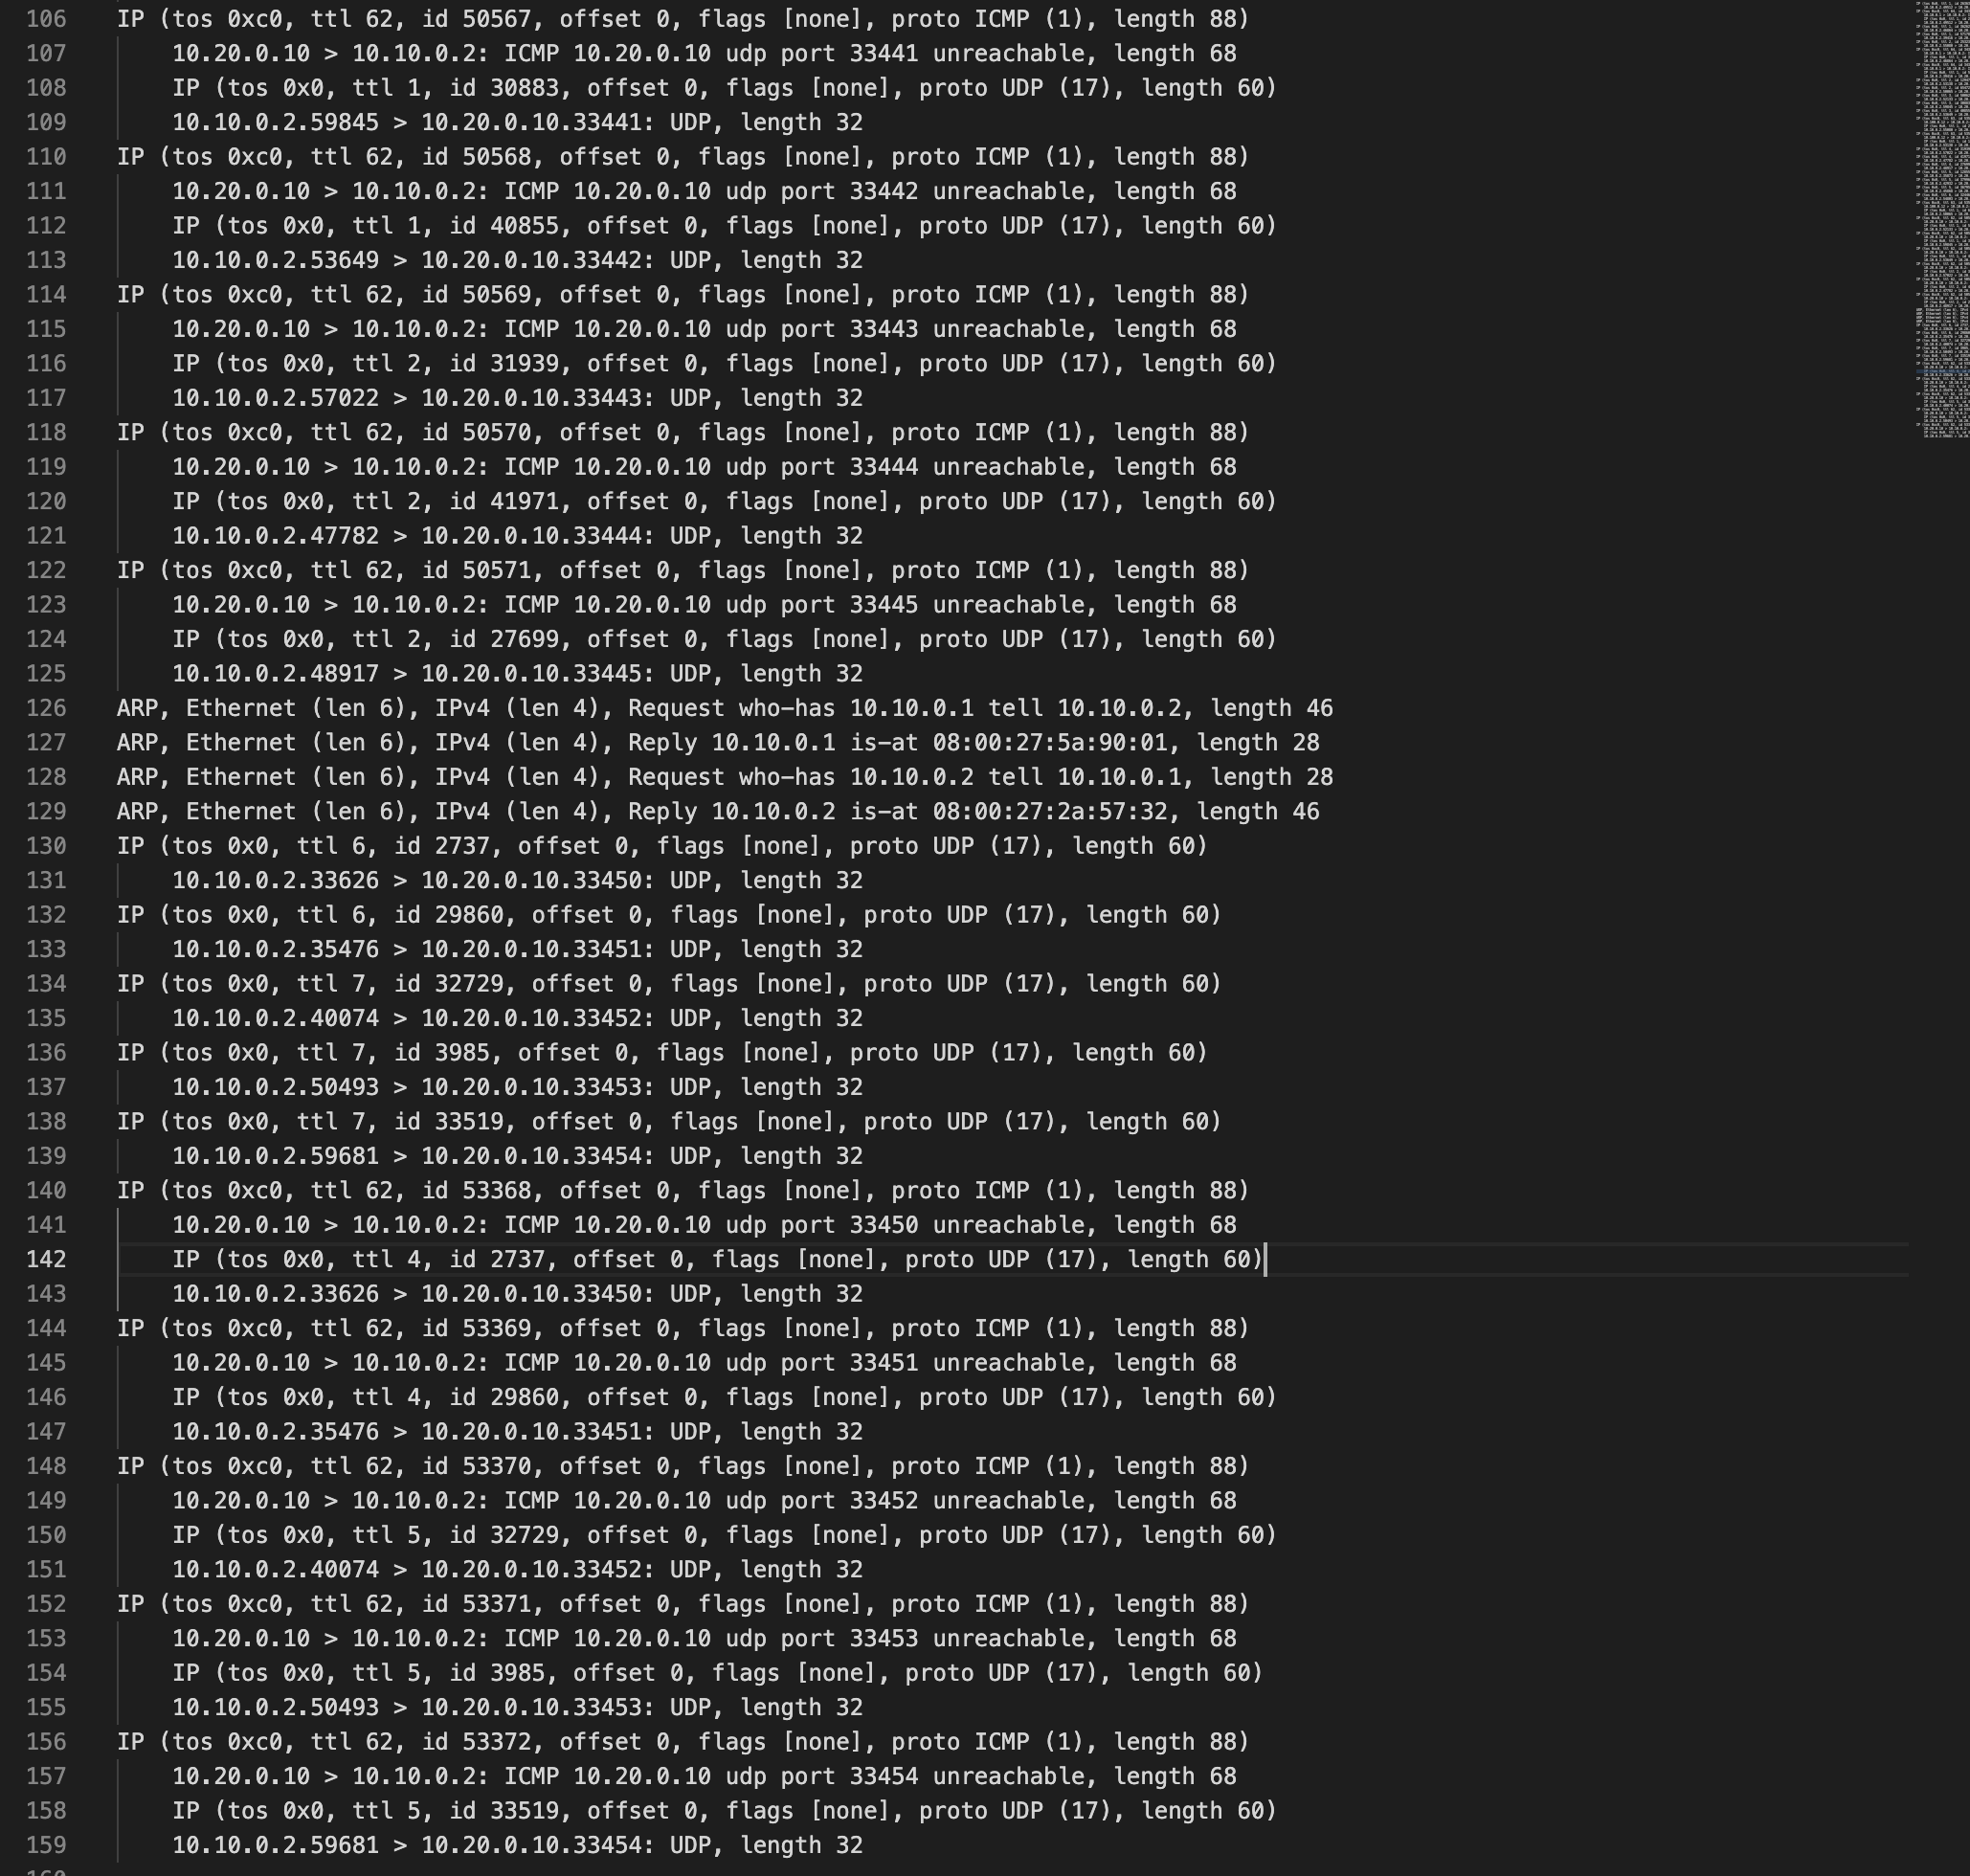 106 IP (tos 0xc0, ttl 62, id 50567, offset 0, flags [none], proto ICMP (1), length 88)
107 10.20.0.10 > 10.10.0.2: ICMP 10.20.0.10 udp port 33441 unreachable, length 68
108 IP (tos 0x0, ttl 1, id 30883, offset 0, flags [none], proto UDP (17), length 60)
109 10.10.0.2.59845 > 10.20.0.10.33441: UDP, length 32
110 IP (tos 0xc0, ttl 62, id 50568, offset 0, flags [none], proto ICMP (1), length 88)
111 10.20.0.10 > 10.10.0.2: ICMP 10.20.0.10 udp port 33442 unreachable, length 68
112 IP (tos 0x0, ttl 1, id 40855, offset 0, flags [none], proto UDP (17), length 60)
113 10.10.0.2.53649 > 10.20.0.10.33442: UDP, length 32
114 IP (tos 0xc0, ttl 62, id 50569, offset 0, flags [none], proto ICMP (1), length 88)
115 10.20.0.10 > 10.10.0.2: ICMP 10.20.0.10 udp port 33443 unreachable, length 68
116 IP (tos 0x0, ttl 2, id 31939, offset 0, flags [none], proto UDP (17), length 60)
117 10.10.0.2.57022 > 10.20.0.10.33443: UDP, length 32
118 IP (tos 0xc0, ttl 62, id 50570, offset 0, flags [none], proto ICMP (1), length 88)
119 10.20.0.10 > 10.10.0.2: ICMP 10.20.0.10 udp port 33444 unreachable, length 68
120 IP (tos 0x0, ttl 2, id 41971, offset 0, flags [none], proto UDP (17), length 60)
121 10.10.0.2.47782 > 10.20.0.10.33444: UDP, length 32
122 IP (tos 0xc0, ttl 62, id 50571, offset 0, flags [none], proto ICMP (1), length 88)
123 10.20.0.10 > 10.10.0.2: ICMP 10.20.0.10 udp port 33445 unreachable, length 68
124 IP (tos 0x0, ttl 2, id 27699, offset 0, flags [none], proto UDP (17), length 60)
125 10.10.0.2.48917 > 10.20.0.10.33445: UDP, length 32
126 ARP, Ethernet (len 6), IPv4 (len 4), Request who-has 10.10.0.1 tell 10.10.0.2, length 46
127 ARP, Ethernet (len 6), IPv4 (len 4), Reply 10.10.0.1 is-at 08:00:27:5a:90:01, length 28
128 ARP, Ethernet (len 6), IPv4 (len 4), Request who-has 10.10.0.2 tell 10.10.0.1, length 28
129 ARP, Ethernet (len 6), IPv4 (len 4), Reply 10.10.0.2 is-at 08:00:27:2a:57:32, length 46
130 IP (tos 0x0, ttl 6, id 2737, offset 0, flags [none], proto UDP (17), length 60)
131 10.10.0.2.33626 > 10.20.0.10.33450: UDP, length 32
132 IP (tos 0x0, ttl 6, id 29860, offset 0, flags [none], proto UDP (17), length 60)
133 10.10.0.2.35476 > 10.20.0.10.33451: UDP, length 32
134 IP (tos 0x0, ttl 7, id 32729, offset 0, flags [none], proto UDP (17), length 60)
135 10.10.0.2.40074 > 10.20.0.10.33452: UDP, length 32
136 IP (tos 0x0, ttl 7, id 3985, offset 0, flags [none], proto UDP (17), length 60)
137 10.10.0.2.50493 > 10.20.0.10.33453: UDP, length 32
138 IP (tos 0x0, ttl 7, id 33519, offset 0, flags [none], proto UDP (17), length 60)
139 10.10.0.2.59681 > 10.20.0.10.33454: UDP, length 32
140 IP (tos 0xc0, ttl 62, id 53368, offset 0, flags [none], proto ICMP (1), length 88)
141 10.20.0.10 > 10.10.0.2: ICMP 10.20.0.10 udp port 33450 unreachable, length 68
142 IP (tos 0x0, ttl 4, id 2737, offset 0, flags [none], proto UDP (17), length 60)
143 10.10.0.2.33626 > 10.20.0.10.33450: UDP, length 32
144 IP (tos 0xc0, ttl 62, id 53369, offset 0, flags [none], proto ICMP (1), length 88)
145 10.20.0.10 > 10.10.0.2: ICMP 10.20.0.10 udp port 33451 unreachable, length 68
146 IP (tos 0x0, ttl 4, id 29860, offset 0, flags [none], proto UDP (17), length 60)
147 10.10.0.2.35476 > 10.20.0.10.33451: UDP, length 32
148 IP (tos 0xc0, ttl 62, id 53370, offset 0, flags [none], proto ICMP (1), length 88)
149 10.20.0.10 > 10.10.0.2: ICMP 10.20.0.10 udp port 33452 unreachable, length 68
150 IP (tos 0x0, ttl 5, id 32729, offset 0, flags [none], proto UDP (17), length 60)
151 10.10.0.2.40074 > 10.20.0.10.33452: UDP, length 32
152 IP (tos 0xc0, ttl 62, id 53371, offset 0, flags [none], proto ICMP (1), length 88)
153 10.20.0.10 > 10.10.0.2: ICMP 10.20.0.10 udp port 33453 unreachable, length 68
154 IP (tos 0x0, ttl 5, id 3985, offset 0, flags [none], proto UDP (17), length 60)
155 10.10.0.2.50493 > 10.20.0.10.33453: UDP, length 32
156 IP (tos 0xc0, ttl 62, id 53372, offset 0, flags [none], proto ICMP (1), length 88)
157 10.20.0.10 > 10.10.0.2: ICMP 10.20.0.10 udp port 33454 unreachable, length 68
158 IP (tos 0x0, ttl 5, id 33519, offset 0, flags [none], proto UDP (17), length 60)
159 10.10.0.2.59681 > 10.20.0.10.33454: UDP, length 32